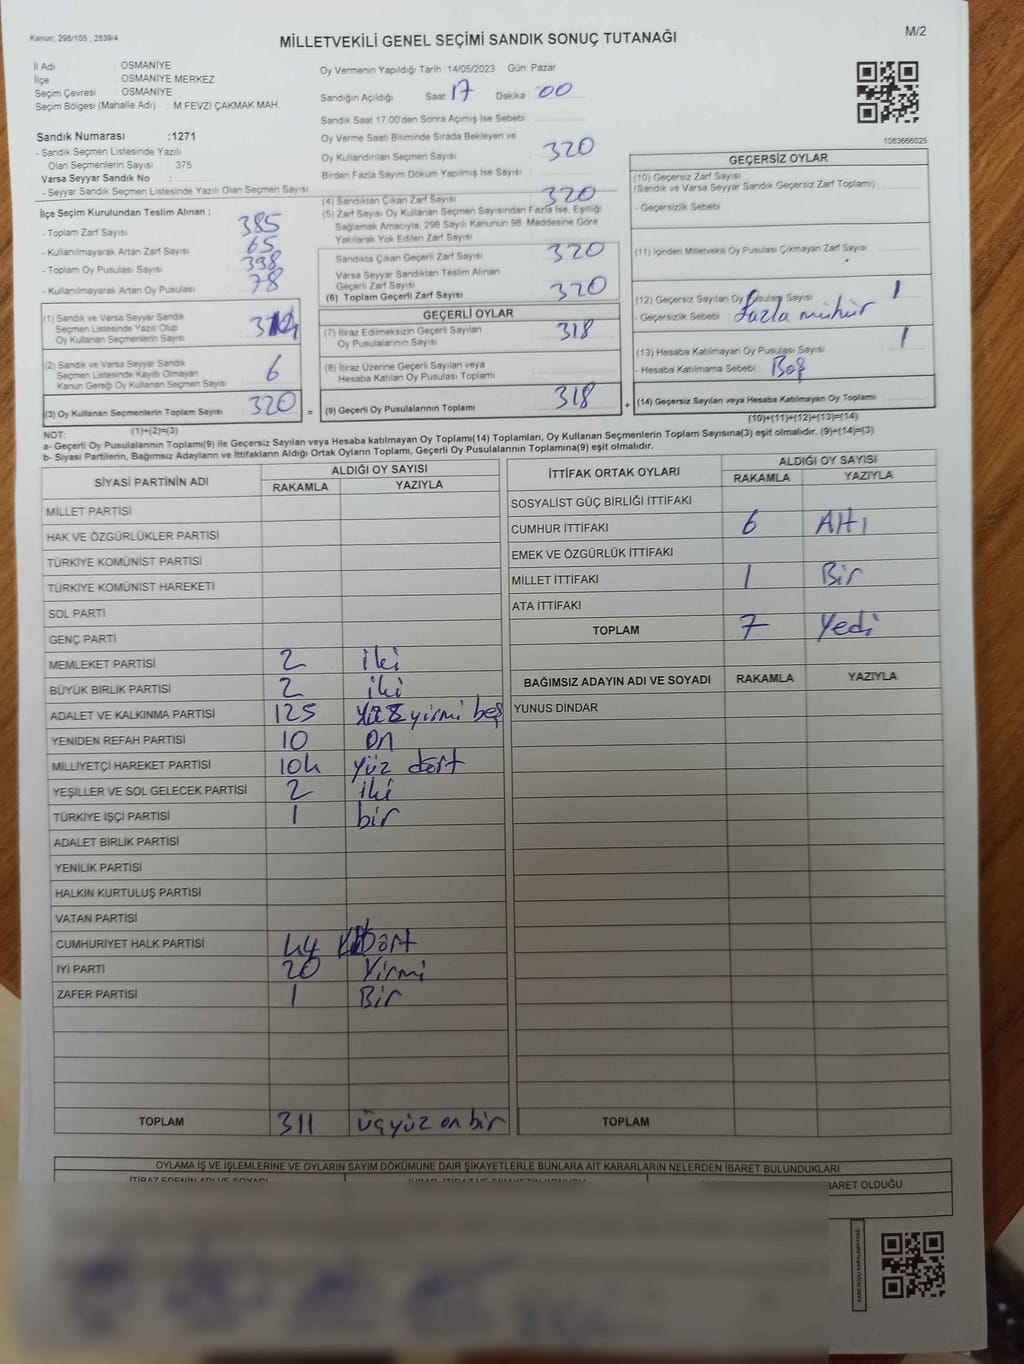 Kanun: 298/105 , 2839/4
MİLLETVEKİLİ GENEL SEÇİMİ SANDIK SONUÇ TUTANAĞI
M/2
İl Adı : OSMANİYE
İlçe : OSMANİYE MERKEZ
Seçim Çevresi : OSMANİYE
Seçim Bölgesi (Mahalle Adı) : M.FEVZİ ÇAKMAK MAH.
Sandık Numarası :1271
- Sandık Seçmen Listesinde Yazılı
Olan Seçmenlerin Sayısı : 375
Varsa Seyyar Sandık No :
- Seyyar Sandık Seçmen Listesinde Yazılı Olan Seçmen Sayısı :
İlçe Seçim Kurulundan Teslim Alınan ;
- Toplam Zarf Sayısı : 385
- Kullanılmayarak Artan Zarf Sayısı : 65
- Toplam Oy Pusulası Sayısı : 398
- Kullanılmayarak Artan Oy Pusulası : 78
(1) Sandık ve Varsa Seyyar Sandık
Seçmen Listesinde Yazılı Olup
Oy Kullanan Seçmenlerin Sayısı : 314
(2) Sandık ve Varsa Seyyar Sandık
Seçmen Listesinde Kayıtlı Olmayan
Kanun Gereği Oy Kullanan Seçmen Sayısı : 6
(3) Oy Kullanan Seçmenlerin Toplam Sayısı : 320 =
(1)+(2)=(3)
Oy Vermenin Yapıldığı Tarih :14/05/2023 Gün: Pazar
Sandığın Açıldığı Saat: 17 Dakika : 00
Sandık Saat 17:00'den Sonra Açılmış İse Sebebi :
Oy Verme Saati Bitiminde Sırada Bekleyen ve
Oy Kullandırılan Seçmen Sayısı : 320
Birden Fazla Sayım Döküm Yapılmış İse Sayısı :
(4) Sandıktan Çıkan Zarf Sayısı : 320
(5) Zarf Sayısı Oy Kullanan Seçmen Sayısından Fazla İse, Eşitliği
Sağlamak Amacıyla, 298 Sayılı Kanunun 98. Maddesine Göre
Yakılarak Yok Edilen Zarf Sayısı :
Sandıkta Çıkan Geçerli Zarf Sayısı : 320
Varsa Seyyar Sandıktan Teslim Alınan
Geçerli Zarf Sayısı :
(6) Toplam Geçerli Zarf Sayısı : 320
GEÇERLİ OYLAR
(7) İtiraz Edilmeksizin Geçerli Sayılan
Oy Pusulalarının Sayısı : 318
(8) İtiraz Üzerine Geçerli Sayılan veya
Hesaba Katılan Oy Pusulası Toplamı :
(9) Geçerli Oy Pusulalarının Toplamı : 318 +
1083666025
GEÇERSİZ OYLAR
(10) Geçersiz Zarf Sayısı
(Sandık ve Varsa Seyyar Sandık Geçersiz Zarf Toplamı) :
- Geçersizlik Sebebi :
(11) İçinden Milletvekili Oy Pusulası Çıkmayan Zarf Sayısı :
(12) Geçersiz Sayılan Oy Pusulası Sayısı : 1
- Geçersizlik Sebebi : Fazla mühür
(13) Hesaba Katılmayan Oy Pusulası Sayısı : 1
- Hesaba Katılmama Sebebi : Boş
(14) Geçersiz Sayılan veya Hesaba Katılmayan Oy Toplamı :
(10)+(11)+(12)+(13)=(14)
NOT:
a- Geçerli Oy Pusulalarının Toplamı(9) ile Geçersiz Sayılan veya Hesaba katılmayan Oy Toplamı(14) Toplamları, Oy Kullanan Seçmenlerin Toplam Sayısına(3) eşit olmalıdır. (9)+(14)=(3)
b- Siyasi Partilerin, Bağımsız Adayların ve İttifakların Aldığı Ortak Oyların Toplamı, Geçerli Oy Pusulalarının Toplamına(9) eşit olmalıdır.
SİYASİ PARTİNİN ADI ALDIĞI OY SAYISI
RAKAMLA YAZIYLA
MİLLET PARTİSİ
HAK VE ÖZGÜRLÜKLER PARTİSİ
TÜRKİYE KOMÜNİST PARTİSİ
TÜRKİYE KOMÜNİST HAREKETİ
SOL PARTİ
GENÇ PARTİ
MEMLEKET PARTİSİ 2 iki
BÜYÜK BİRLİK PARTİSİ 2 iki
ADALET VE KALKINMA PARTİSİ 125 yüz yirmi beş
YENİDEN REFAH PARTİSİ 10 on
MİLLİYETÇİ HAREKET PARTİSİ 104 yüz dört
YEŞİLLER VE SOL GELECEK PARTİSİ 2 iki
TÜRKİYE İŞÇİ PARTİSİ 1 bir
ADALET BİRLİK PARTİSİ
YENİLİK PARTİSİ
HALKIN KURTULUŞ PARTİSİ
VATAN PARTİSİ
CUMHURİYET HALK PARTİSİ 44 Dört
İYİ PARTİ 20 Yirmi
ZAFER PARTİSİ 1 Bir
TOPLAM 311 üçyüz on bir
İTTİFAK ORTAK OYLARI ALDIĞI OY SAYISI
RAKAMLA YAZIYLA
SOSYALİST GÜÇ BİRLİĞİ İTTİFAKI
CUMHUR İTTİFAKI 6 Altı
EMEK VE ÖZGÜRLÜK İTTİFAKI
MİLLET İTTİFAKI 1 Bir
ATA İTTİFAKI
TOPLAM 7 Yedi
BAĞIMSIZ ADAYIN ADI VE SOYADI RAKAMLA YAZIYLA
YUNUS DİNDAR
TOPLAM
OYLAMA İŞ VE İŞLEMLERİNE VE OYLARIN SAYIM DÖKÜMÜNE DAİR ŞİKAYETLERLE BUNLARA AİT KARARLARIN NELERDEN İBARET BULUNDUKLARI
İTİRAZ EDENİN ADI VE SOYADI
BARET OLDUĞU